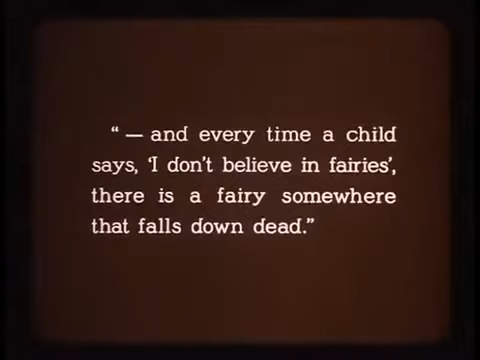 “ — and every time a child
says, ‘I don’t believe in fairies’,
there is a fairy somewhere
that falls down dead.”